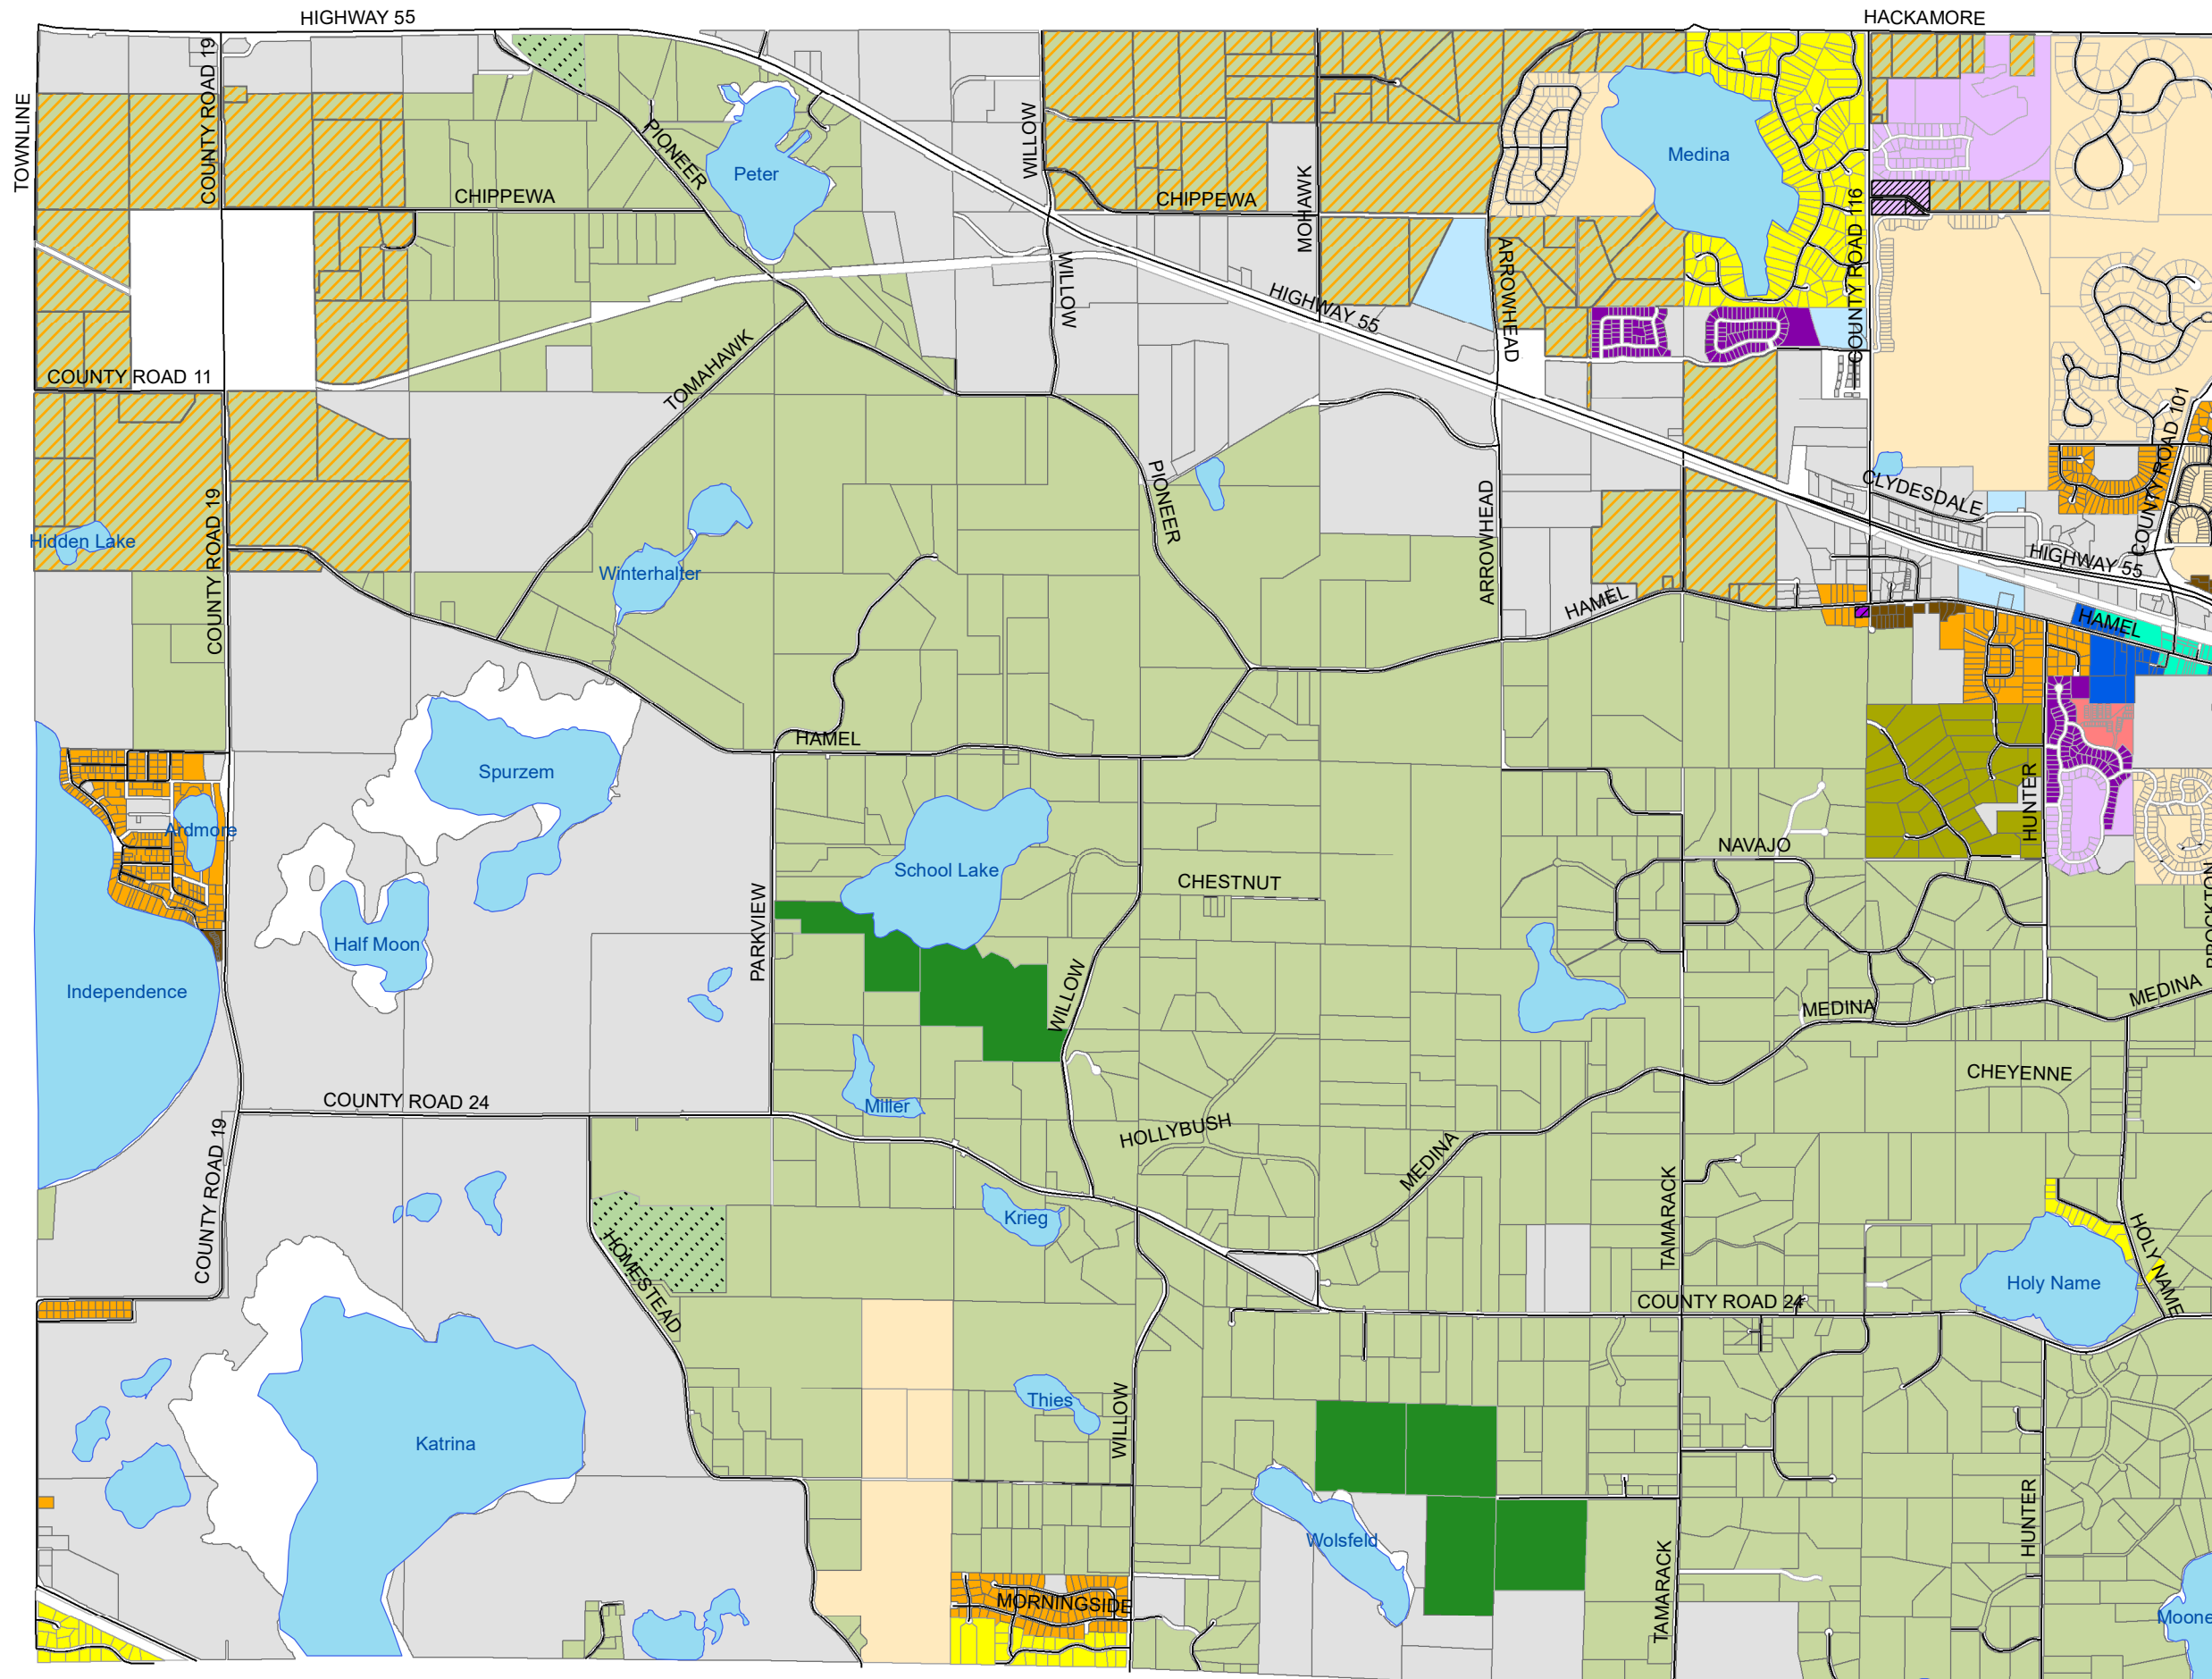 HIGHWAY 55
HACKAMORE
TOWNLINE
COUNTY ROAD 19
PIONEER
Peter
WILLOW
Medina
CHIPPEWA
CHIPPEWA
MOHAWK
COUNTY ROAD 116
ARROWHEAD
WILLOW
HIGHWAY 55
COUNTY ROAD 11
TOMAHAWK
COUNTY ROAD 101
CLYDESDALE
PIONEER
ARROWHEAD
Hidden Lake
COUNTY ROAD 19
Winterhalter
HIGHWAY 55
HAMEL
HAMEL
HAMEL
Spurzem
HUNTER
Ardmore
NAVAJO
School Lake
CHESTNUT
PARKVIEW
Half Moon
BROCKTON
Independence
WILLOW
MEDINA
MEDINA
CHEYENNE
COUNTY ROAD 24
Miller
HOLLYBUSH
MEDINA
COUNTY ROAD 19
Krieg
TAMARACK
HOLY NAME
Holy Name
HOMESTEAD
COUNTY ROAD 24
Thies
WILLOW
Katrina
HUNTER
Wolsfeld
TAMARACK
MORNINGSIDE
Moone